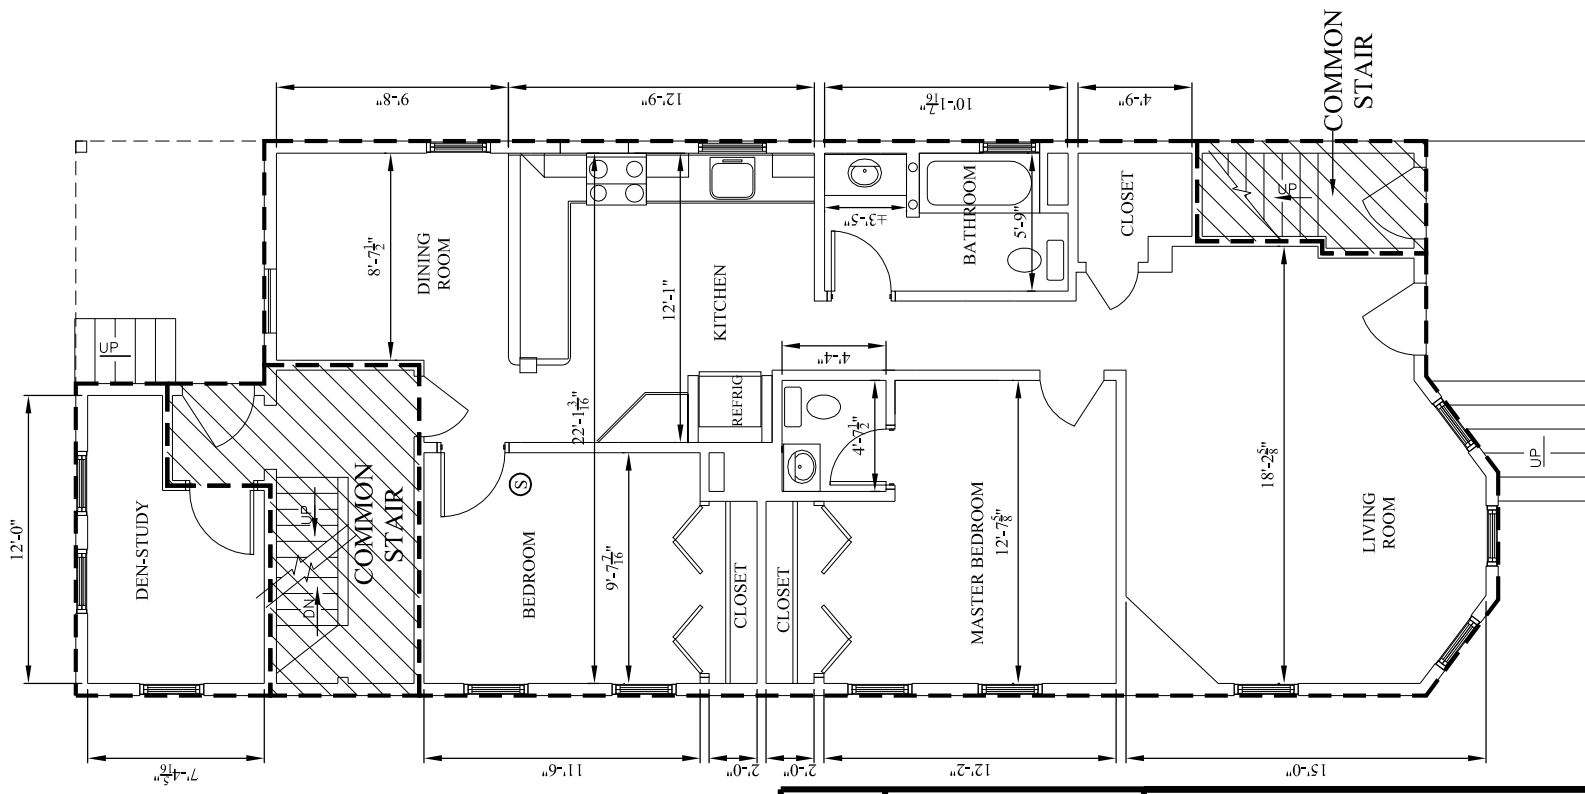 COMMON
STAIR
9'-8"
12'-9"
10'-1 7/16"
4'-9"
UP
±3'-5"
5'-9"
BATHROOM
CLOSET
8'-7 1/2"
DINING
ROOM
12'-1"
KITCHEN
UP
4'-4"
REFRIG
22'-1 3/16"
4'-7 1/2"
18'-2 5/8"
UP
12'-0"
DEN-STUDY
UP
DN
COMMON
STAIR
S
BEDROOM
9'-7 7/16"
CLOSET
CLOSET
MASTER BEDROOM
12'-7 5/8"
LIVING
ROOM
7'-4 5/16"
11'-6"
2'-0"
2'-0"
12'-2"
15'-0"